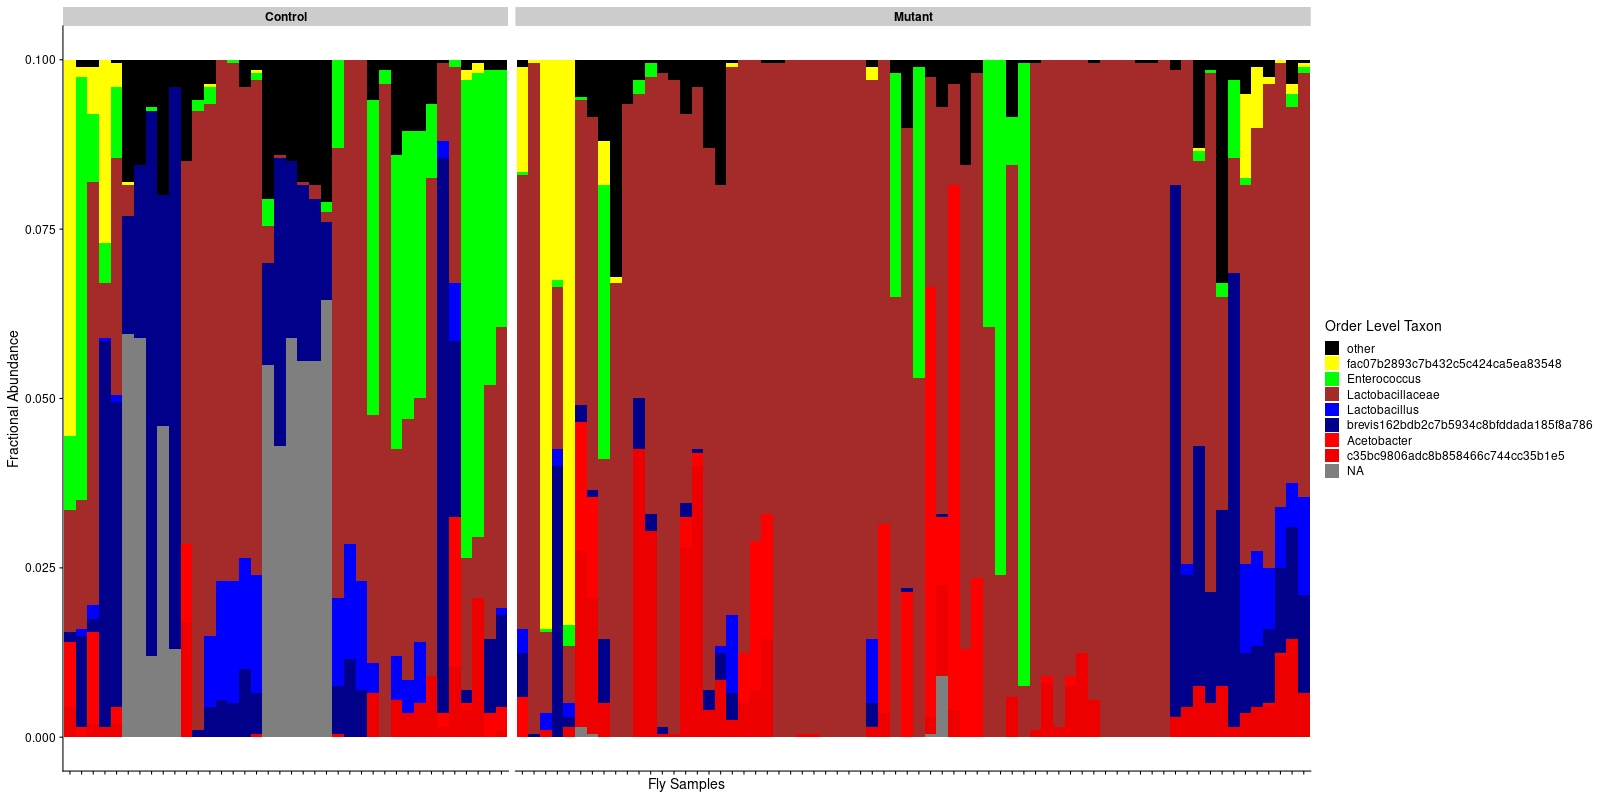 Control
Mutant
0.100
0.075
0.050
0.025
0.000
Fractional Abundance
Fly Samples
Order Level Taxon
other
fac07b2893c7b432c5c424ca5ea83548
Enterococcus
Lactobacillaceae
Lactobacillus
brevis162bdb2c7b5934c8bfddada185f8a786
Acetobacter
c35bc9806adc8b858466c744cc35b1e5
NA